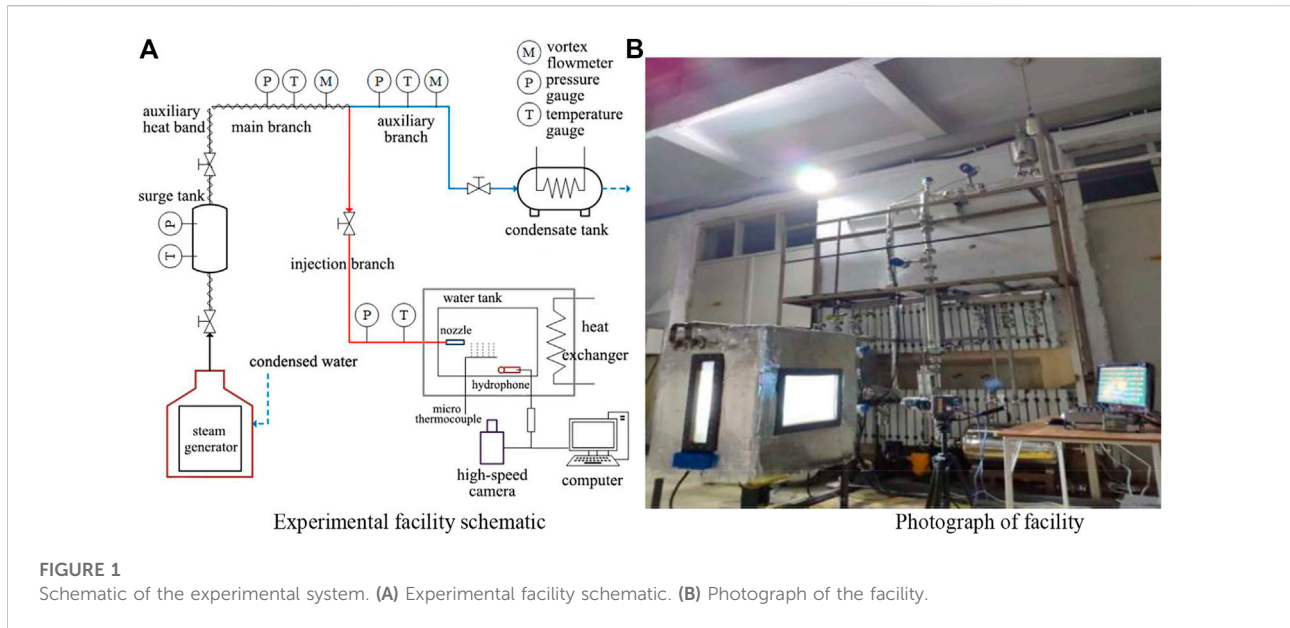 A
B
M vortex
flowmeter
P pressure
gauge
T temperature
gauge
P T M P T M
auxiliary
heat band
main branch
auxiliary
branch
surge tank
P
T
condensate tank
injection branch
water tank
P T
nozzle
heat
exchanger
hydrophone
condensed water
micro
thermocouple
steam
generator
high-speed
camera
computer
Experimental facility schematic
Photograph of facility
FIGURE 1
Schematic of the experimental system. (A) Experimental facility schematic. (B) Photograph of the facility.